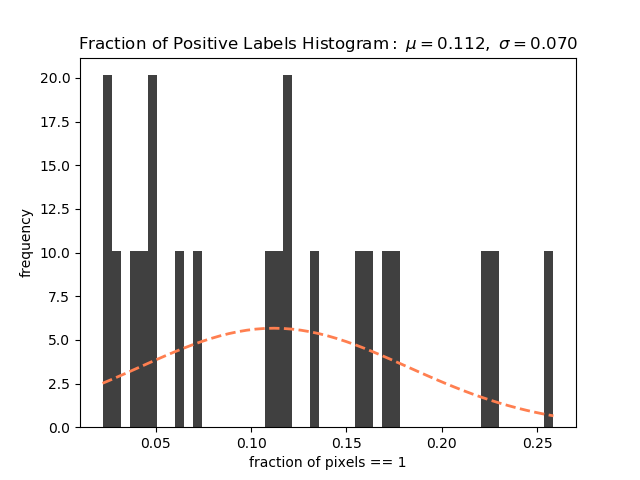 Fraction of Positive Labels Histogram: μ = 0.112, σ = 0.070
20.0
17.5
15.0
12.5
10.0
7.5
5.0
2.5
0.0
frequency
0.05 0.10 0.15 0.20 0.25
fraction of pixels == 1